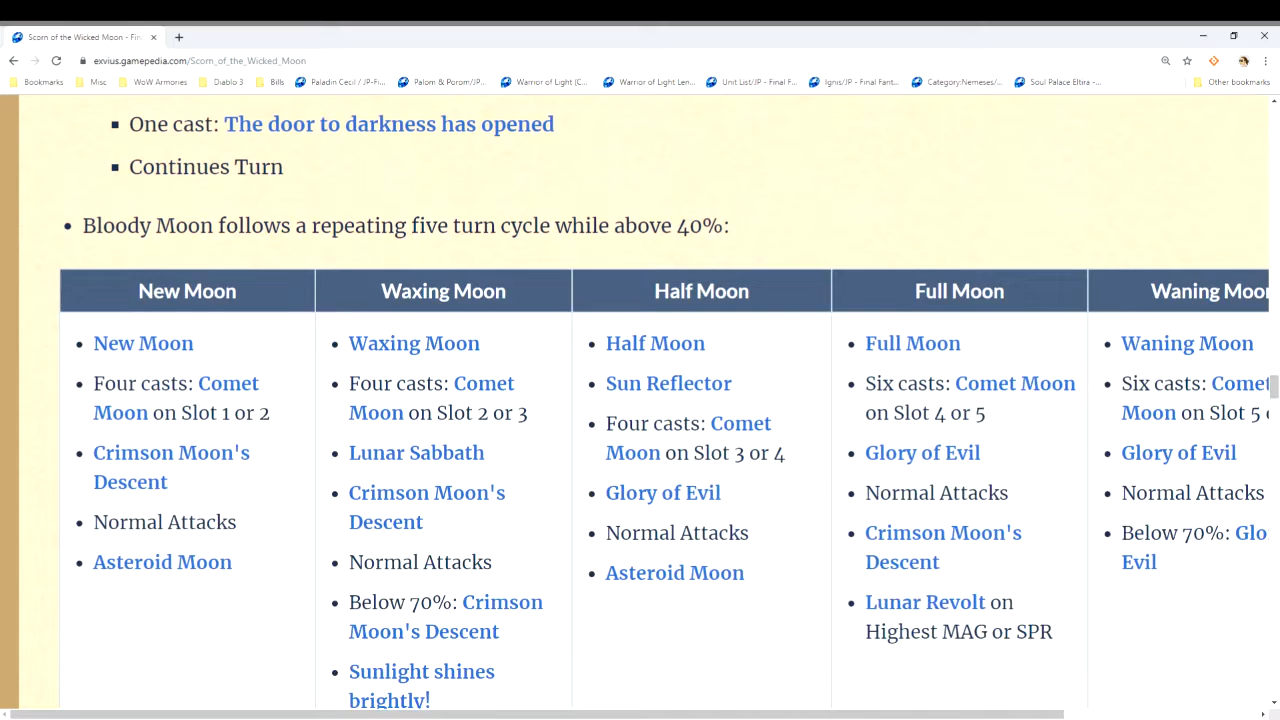 Scorn of the Wicked Moon - Fin
exvius.gamepedia.com/Scorn_of_the_Wicked_Moon
Bookmarks Misc WoW Armories Diablo 3 Bills Paladin Cecil / JP-Fi... Palom & Porom/JP... Warrior of Light (C... Warrior of Light Len... Unit List/JP - Final F... Ignis/JP - Final Fant... Category:Nemeses/... Soul Palace Eltra -... Other bookmarks
One cast: The door to darkness has opened
Continues Turn
Bloody Moon follows a repeating five turn cycle while above 40%:
New Moon
New Moon
Four casts: Comet
Moon on Slot 1 or 2
Crimson Moon's
Descent
Normal Attacks
Asteroid Moon
Waxing Moon
Waxing Moon
Four casts: Comet
Moon on Slot 2 or 3
Lunar Sabbath
Crimson Moon's
Descent
Normal Attacks
Below 70%: Crimson
Moon's Descent
Sunlight shines
brightly!
Half Moon
Half Moon
Sun Reflector
Four casts: Comet
Moon on Slot 3 or 4
Glory of Evil
Normal Attacks
Asteroid Moon
Full Moon
Full Moon
Six casts: Comet Moon
on Slot 4 or 5
Glory of Evil
Normal Attacks
Crimson Moon's
Descent
Lunar Revolt on
Highest MAG or SPR
Waning Moon
Waning Moon
Six casts: Comet
Moon on Slot 5
Glory of Evil
Normal Attacks
Below 70%: Glo
Evil